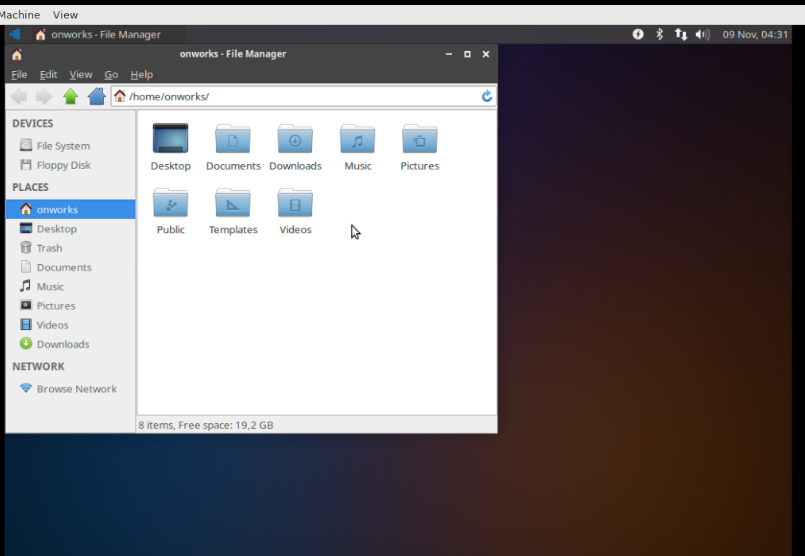 Machine View
onworks - File Manager
09 Nov, 04:31
onworks - File Manager
File Edit View Go Help
/home/onworks/
DEVICES
File System
Floppy Disk
PLACES
onworks
Desktop
Trash
Documents
Music
Pictures
Videos
Downloads
NETWORK
Browse Network
Desktop Documents Downloads Music Pictures
Public Templates Videos
8 items, Free space: 19,2 GB